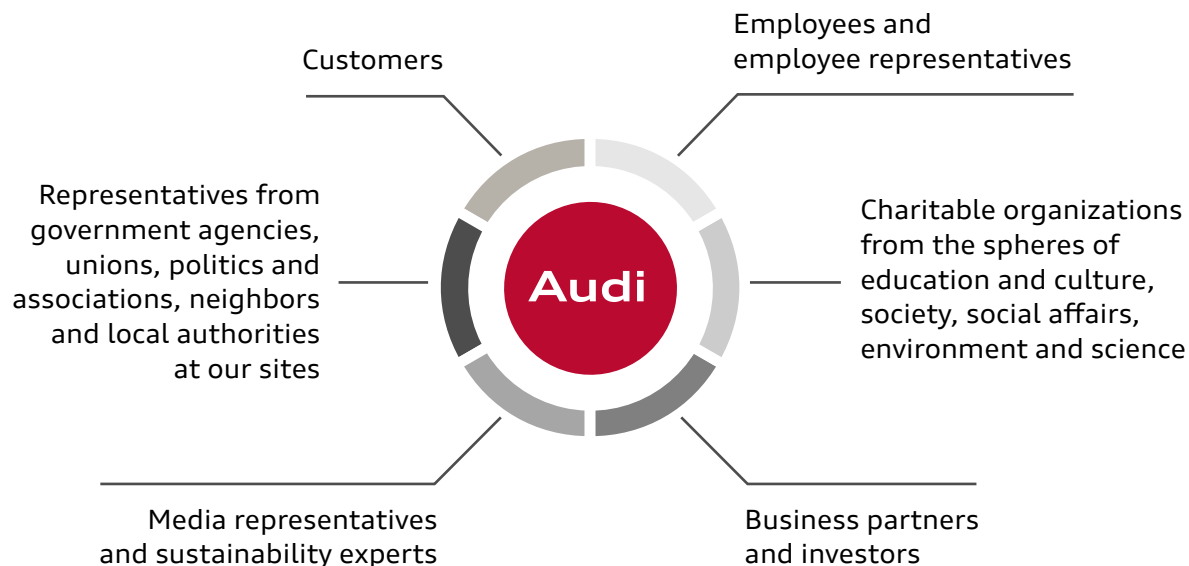 Customers
Employees and
employee representatives
Representatives from
government agencies,
unions, politics and
associations, neighbors
and local authorities
at our sites
Audi
Charitable organizations
from the spheres of
education and culture,
society, social affairs,
environment and science
Media representatives
and sustainability experts
Business partners
and investors